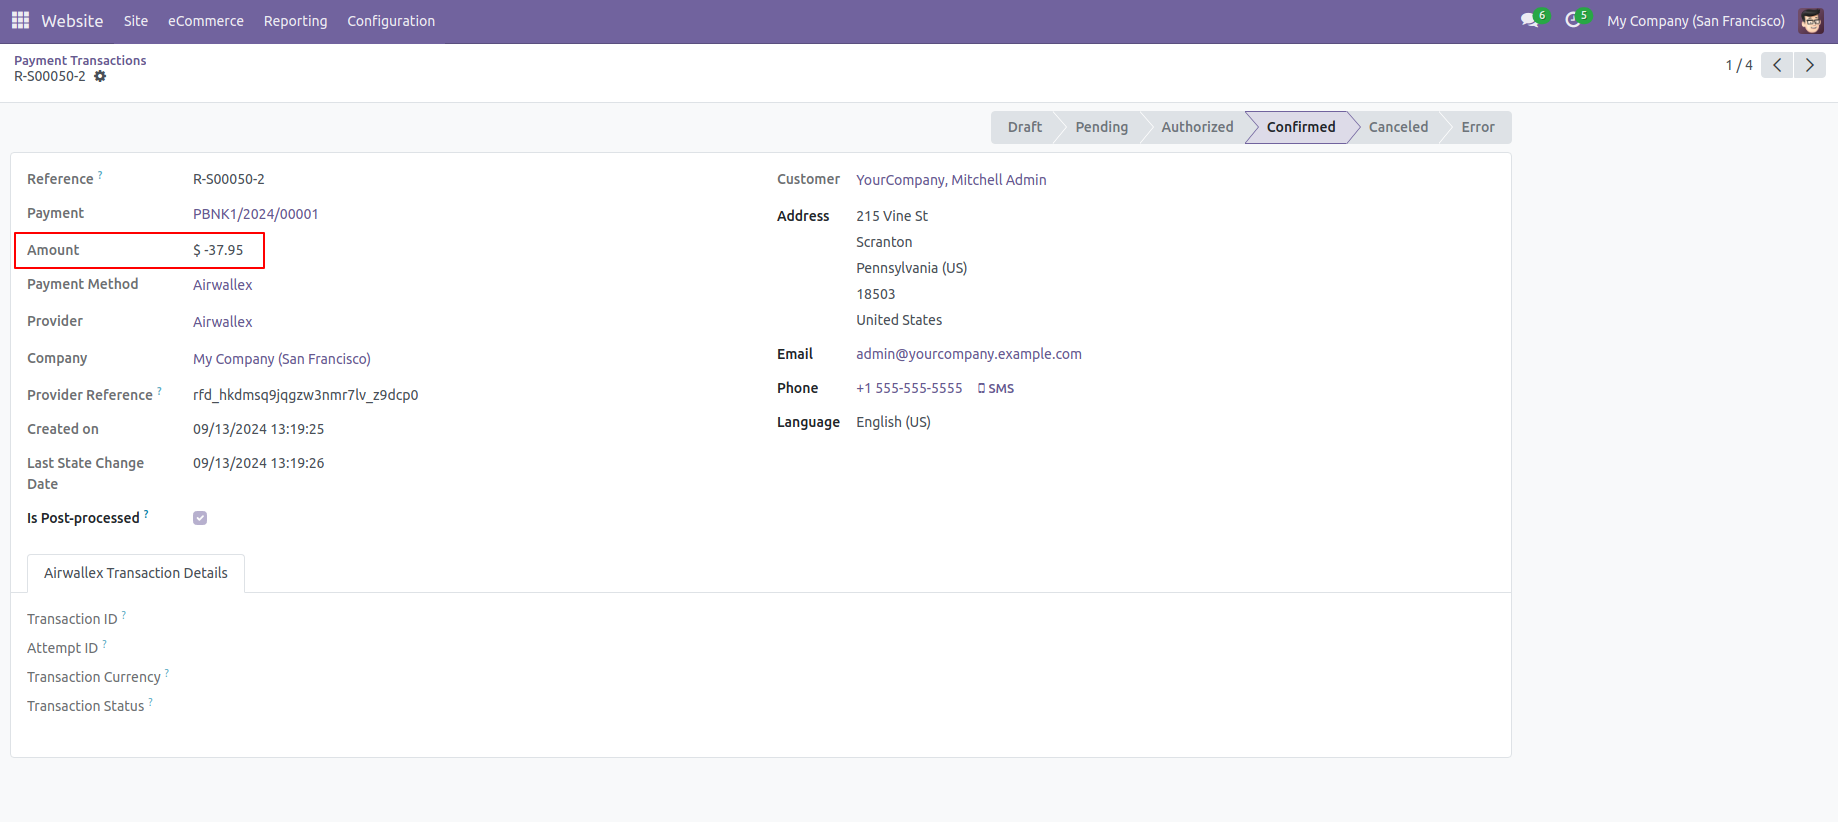 Website Site eCommerce Reporting Configuration 6 5 My Company (San Francisco)
Payment Transactions
R-S00050-2
1 / 4
Draft Pending Authorized Confirmed Canceled Error
Reference ? R-S00050-2
Payment PBNK1/2024/00001
Amount $ -37.95
Payment Method Airwallex
Provider Airwallex
Company My Company (San Francisco)
Provider Reference ? rfd_hkdmsq9jqgzw3nmr7lv_z9dcp0
Created on 09/13/2024 13:19:25
Last State Change 09/13/2024 13:19:26
Date
Is Post-processed ?
Customer YourCompany, Mitchell Admin
Address 215 Vine St
Scranton
Pennsylvania (US)
18503
United States
Email admin@yourcompany.example.com
Phone +1 555-555-5555 SMS
Language English (US)
Airwallex Transaction Details
Transaction ID ?
Attempt ID ?
Transaction Currency ?
Transaction Status ?